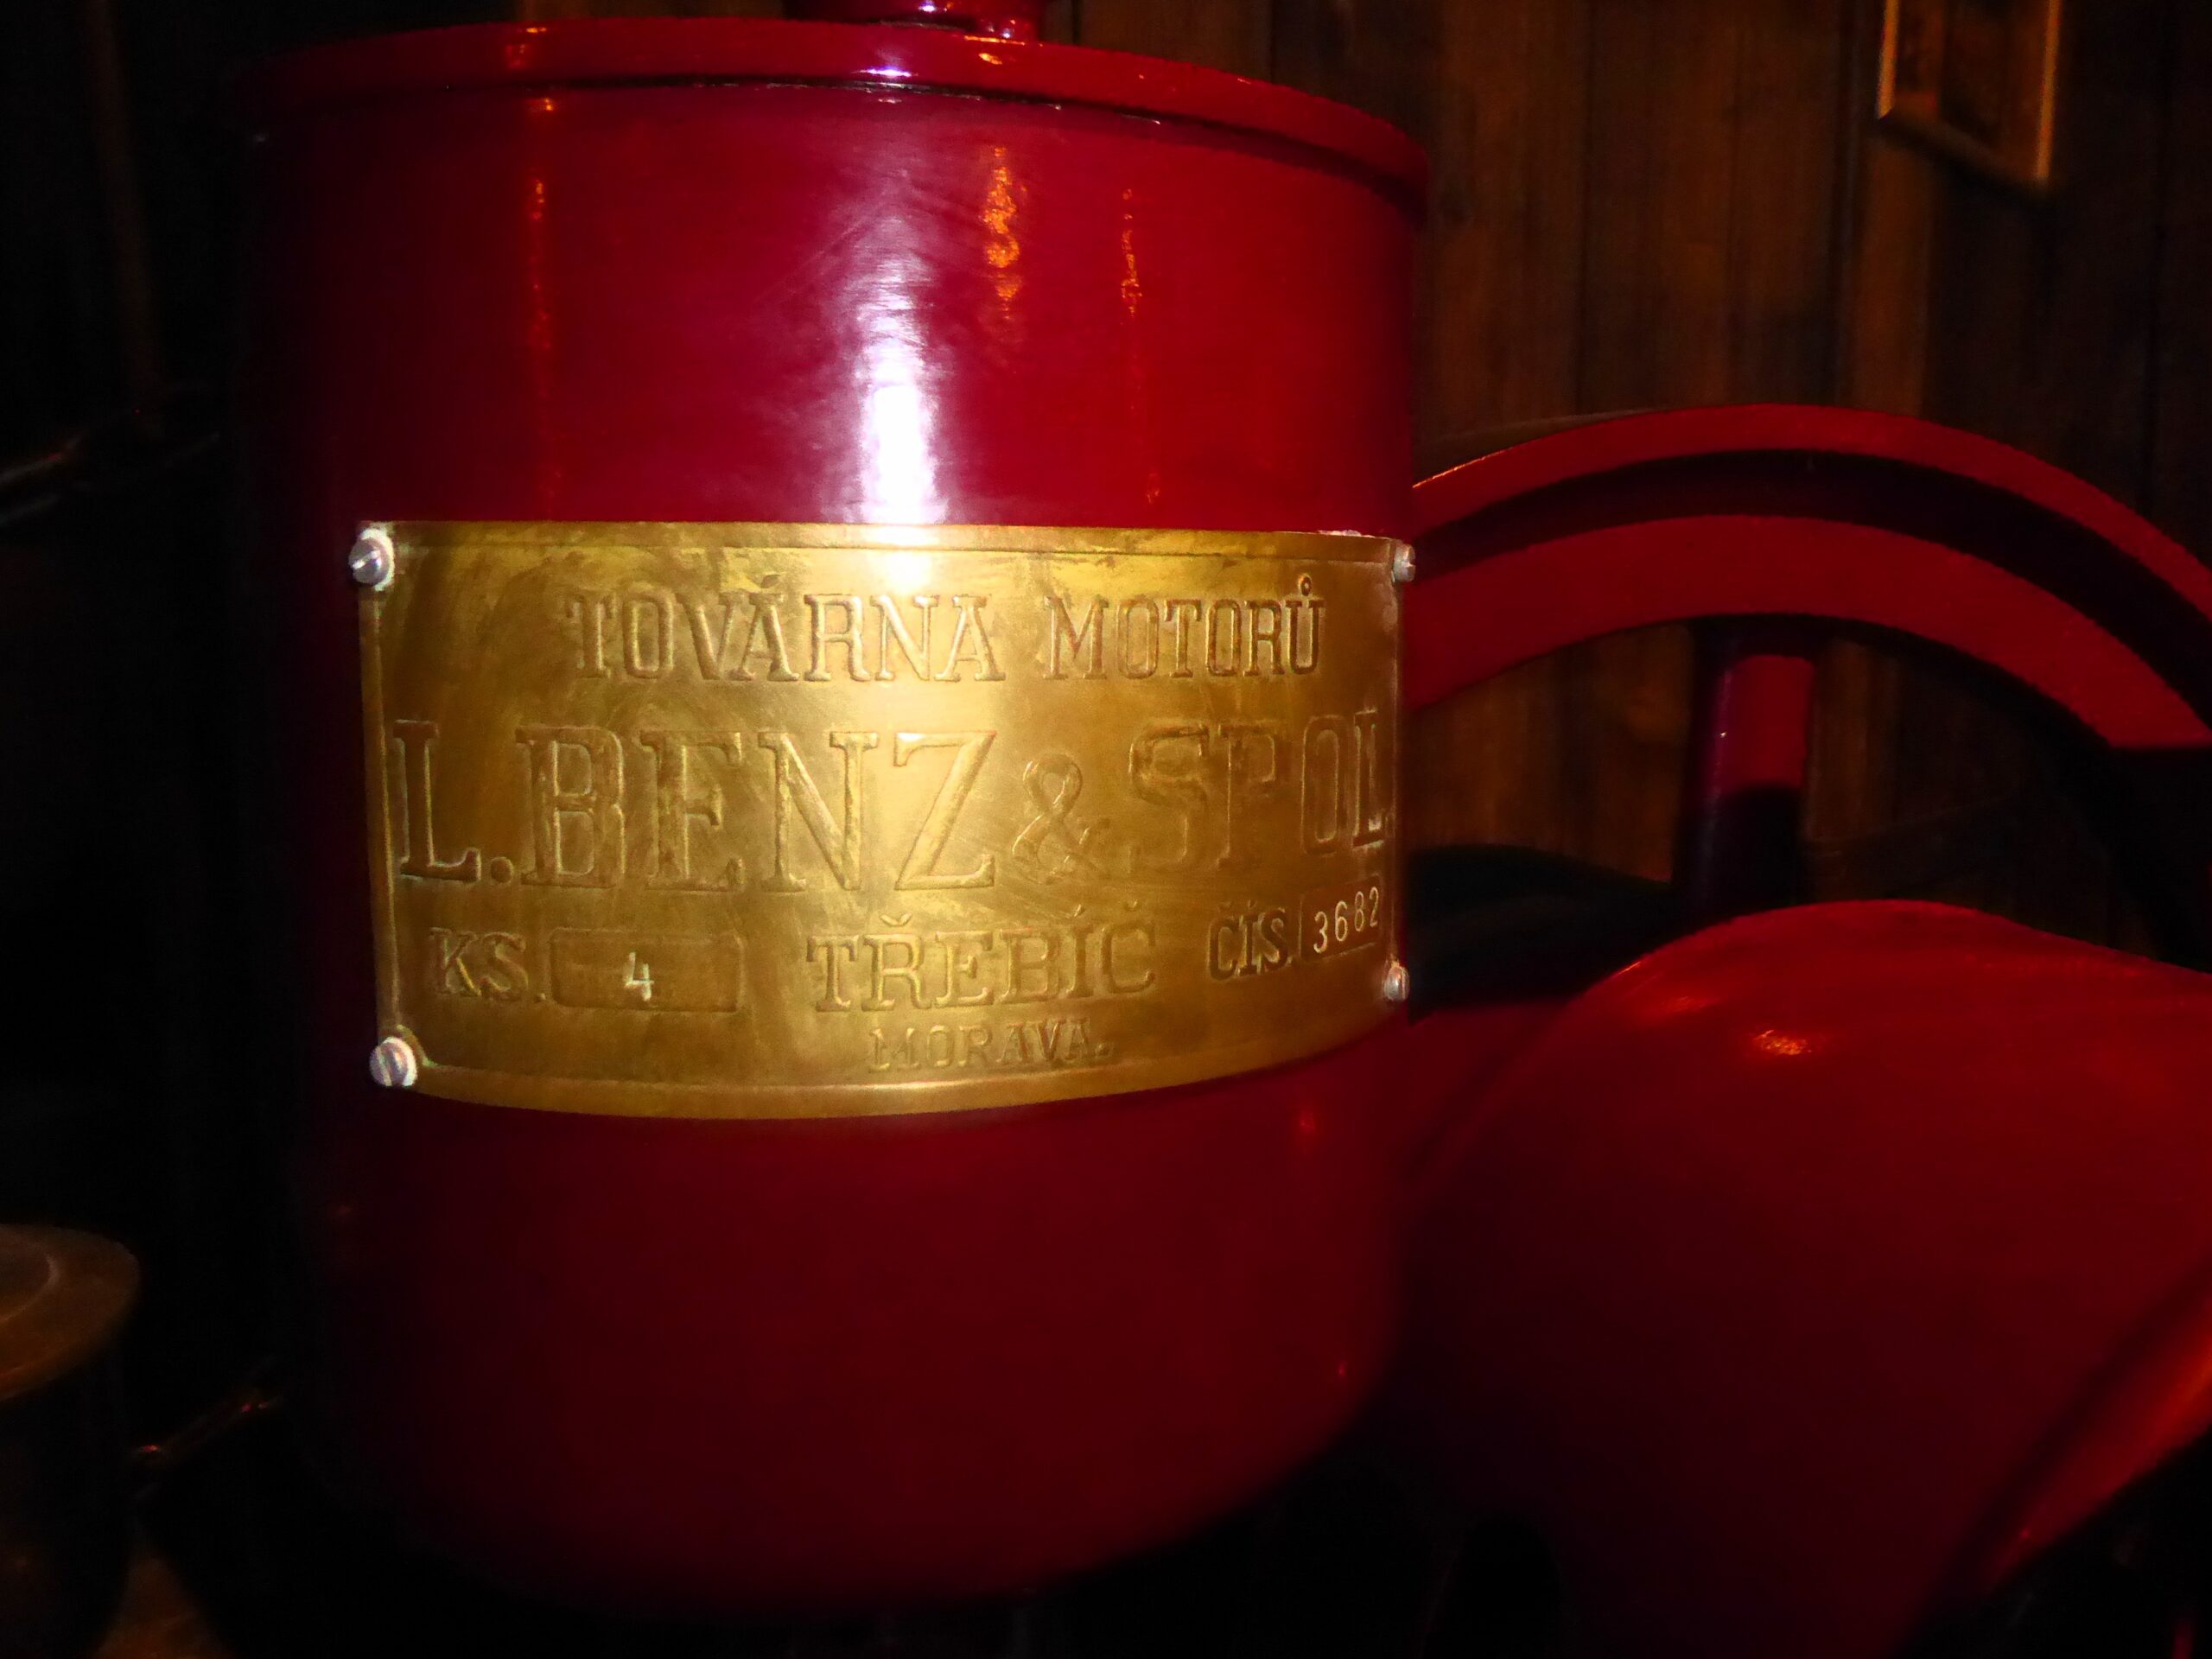 TOVÁRNA MOTORŮ
L. BENZ & SPOL.
KS. 4 TŘEBÍČ ČÍS. 3682
MORAVA.